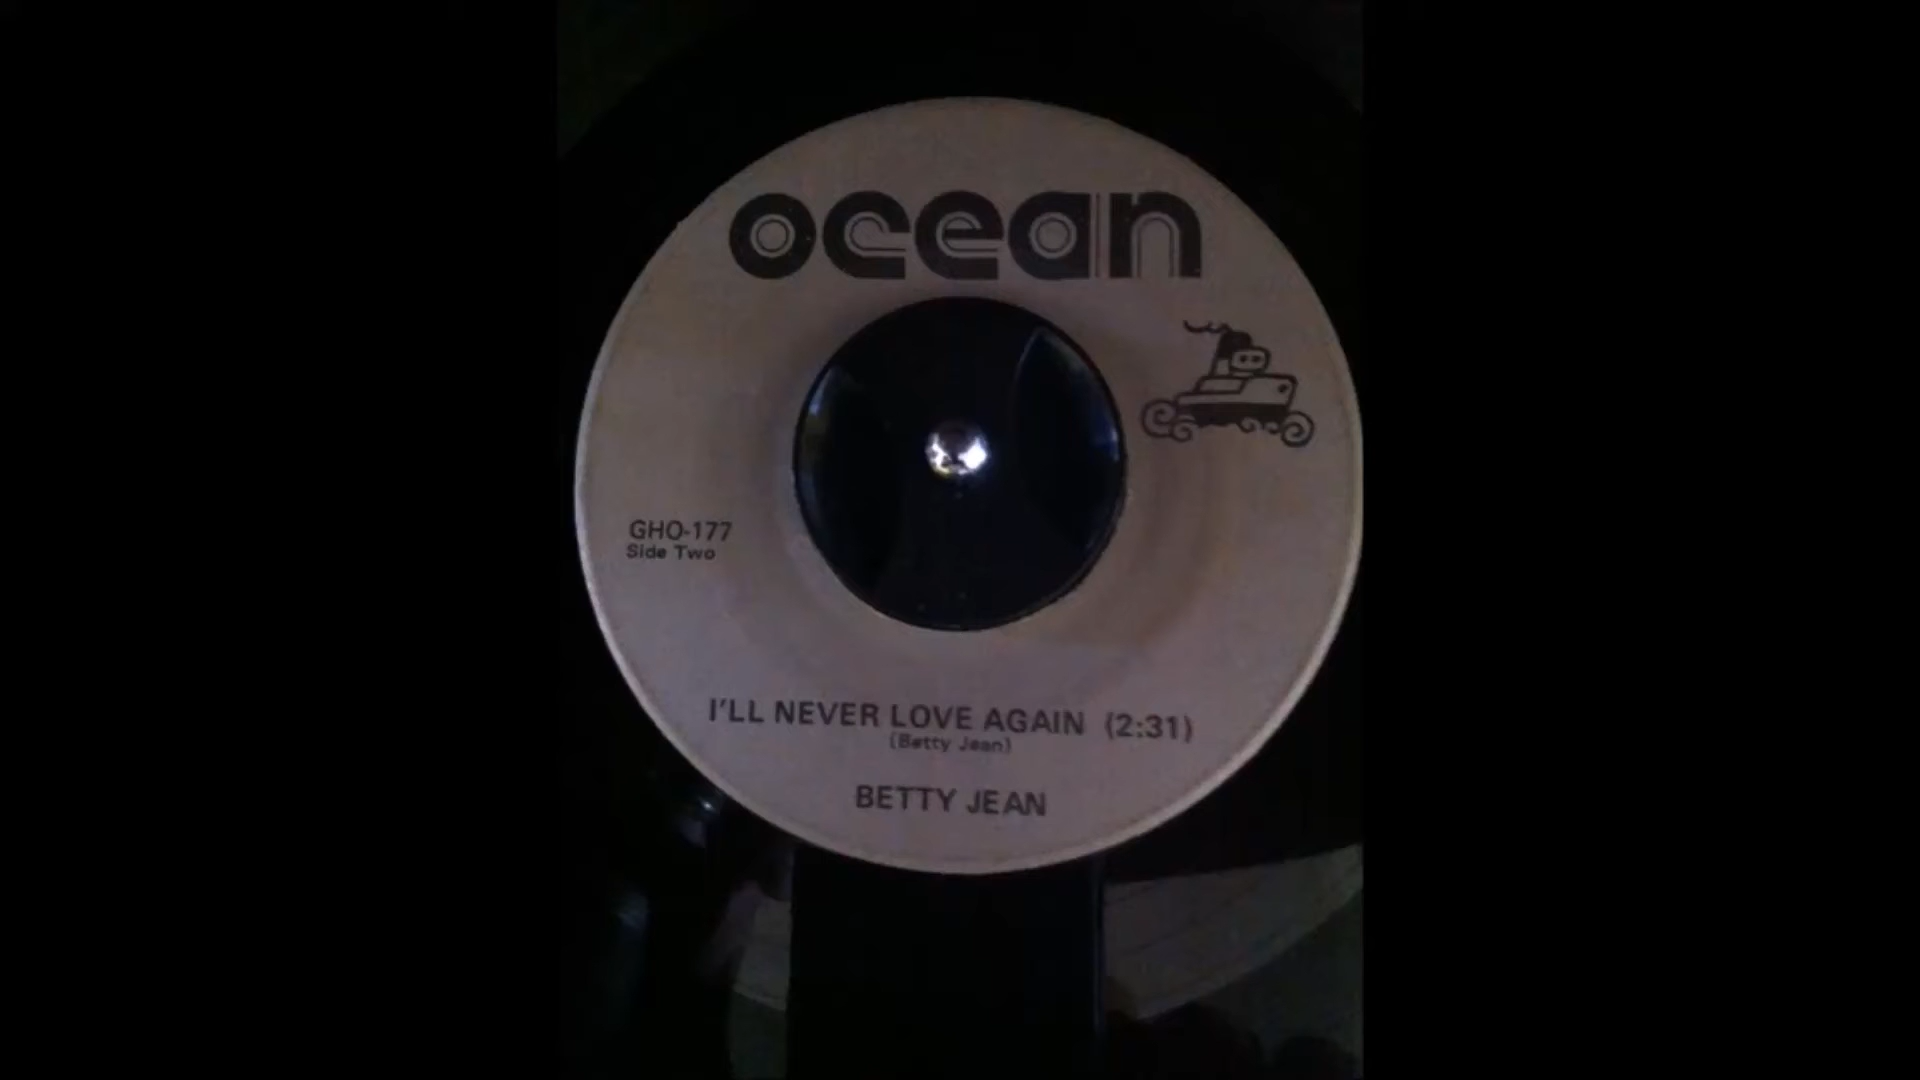 ocean
GHO-177
Side Two
I'LL NEVER LOVE AGAIN (2:31)
(Betty Jean)
BETTY JEAN